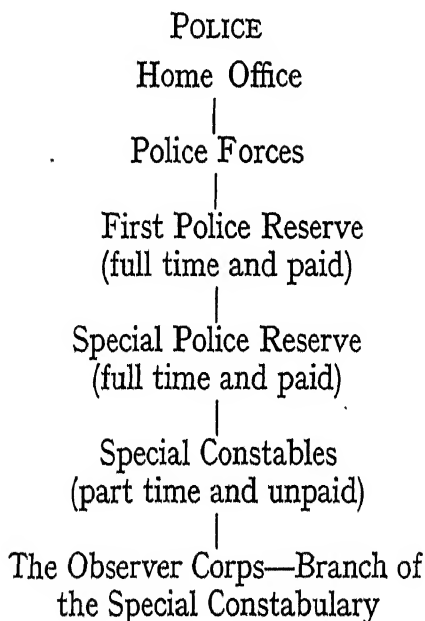 POLICE
Home Office
Police Forces
First Police Reserve
(full time and paid)
Special Police Reserve
(full time and paid)
Special Constables
(part time and unpaid)
The Observer Corps—Branch of
the Special Constabulary